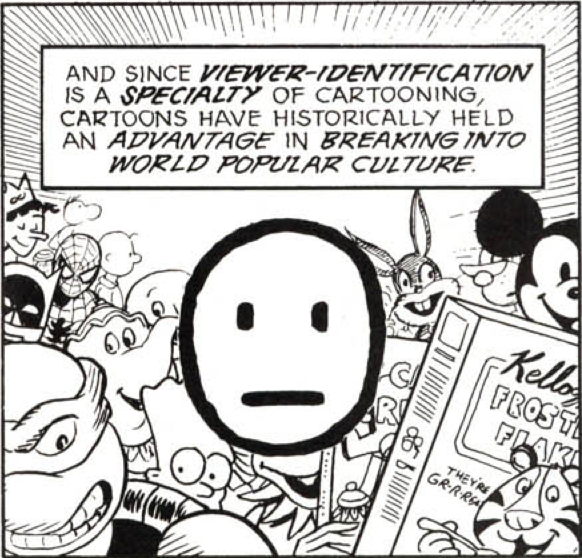 AND SINCE VIEWER-IDENTIFICATION
IS A SPECIALTY OF CARTOONING,
CARTOONS HAVE HISTORICALLY HELD
AN ADVANTAGE IN BREAKING INTO
WORLD POPULAR CULTURE.
Kello
FROST
FLAK
THEY'RE
GR-R-R